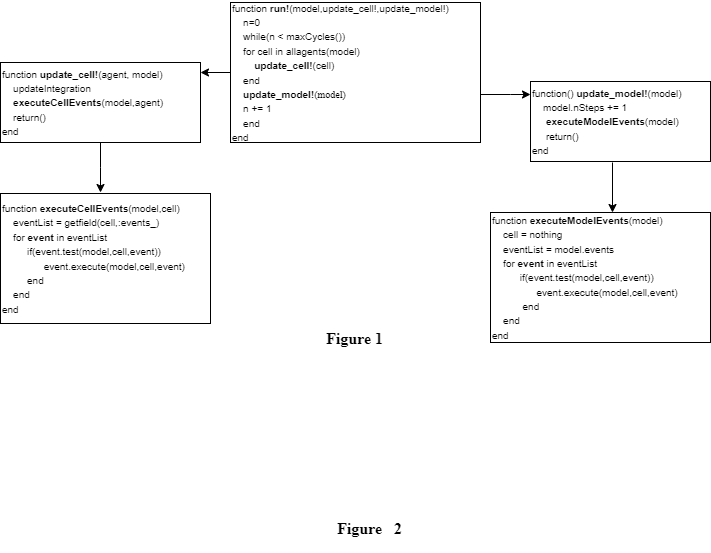 function run!(model,update_cell!,update_model!)
n=0
while(n < maxCycles())
for cell in allagents(model)
update_cell!(cell)
end
update_model!(model)
n += 1
end
end
function update_cell!(agent, model)
updateIntegration
executeCellEvents(model,agent)
return()
end
function() update_model!(model)
model.nSteps += 1
executeModelEvents(model)
return()
end
function executeCellEvents(model,cell)
eventList = getfield(cell,:events_)
for event in eventList
if(event.test(model,cell,event))
event.execute(model,cell,event)
end
end
end
function executeModelEvents(model)
cell = nothing
eventList = model.events
for event in eventList
if(event.test(model,cell,event))
event.execute(model,cell,event)
end
end
end
Figure 1
Figure 2